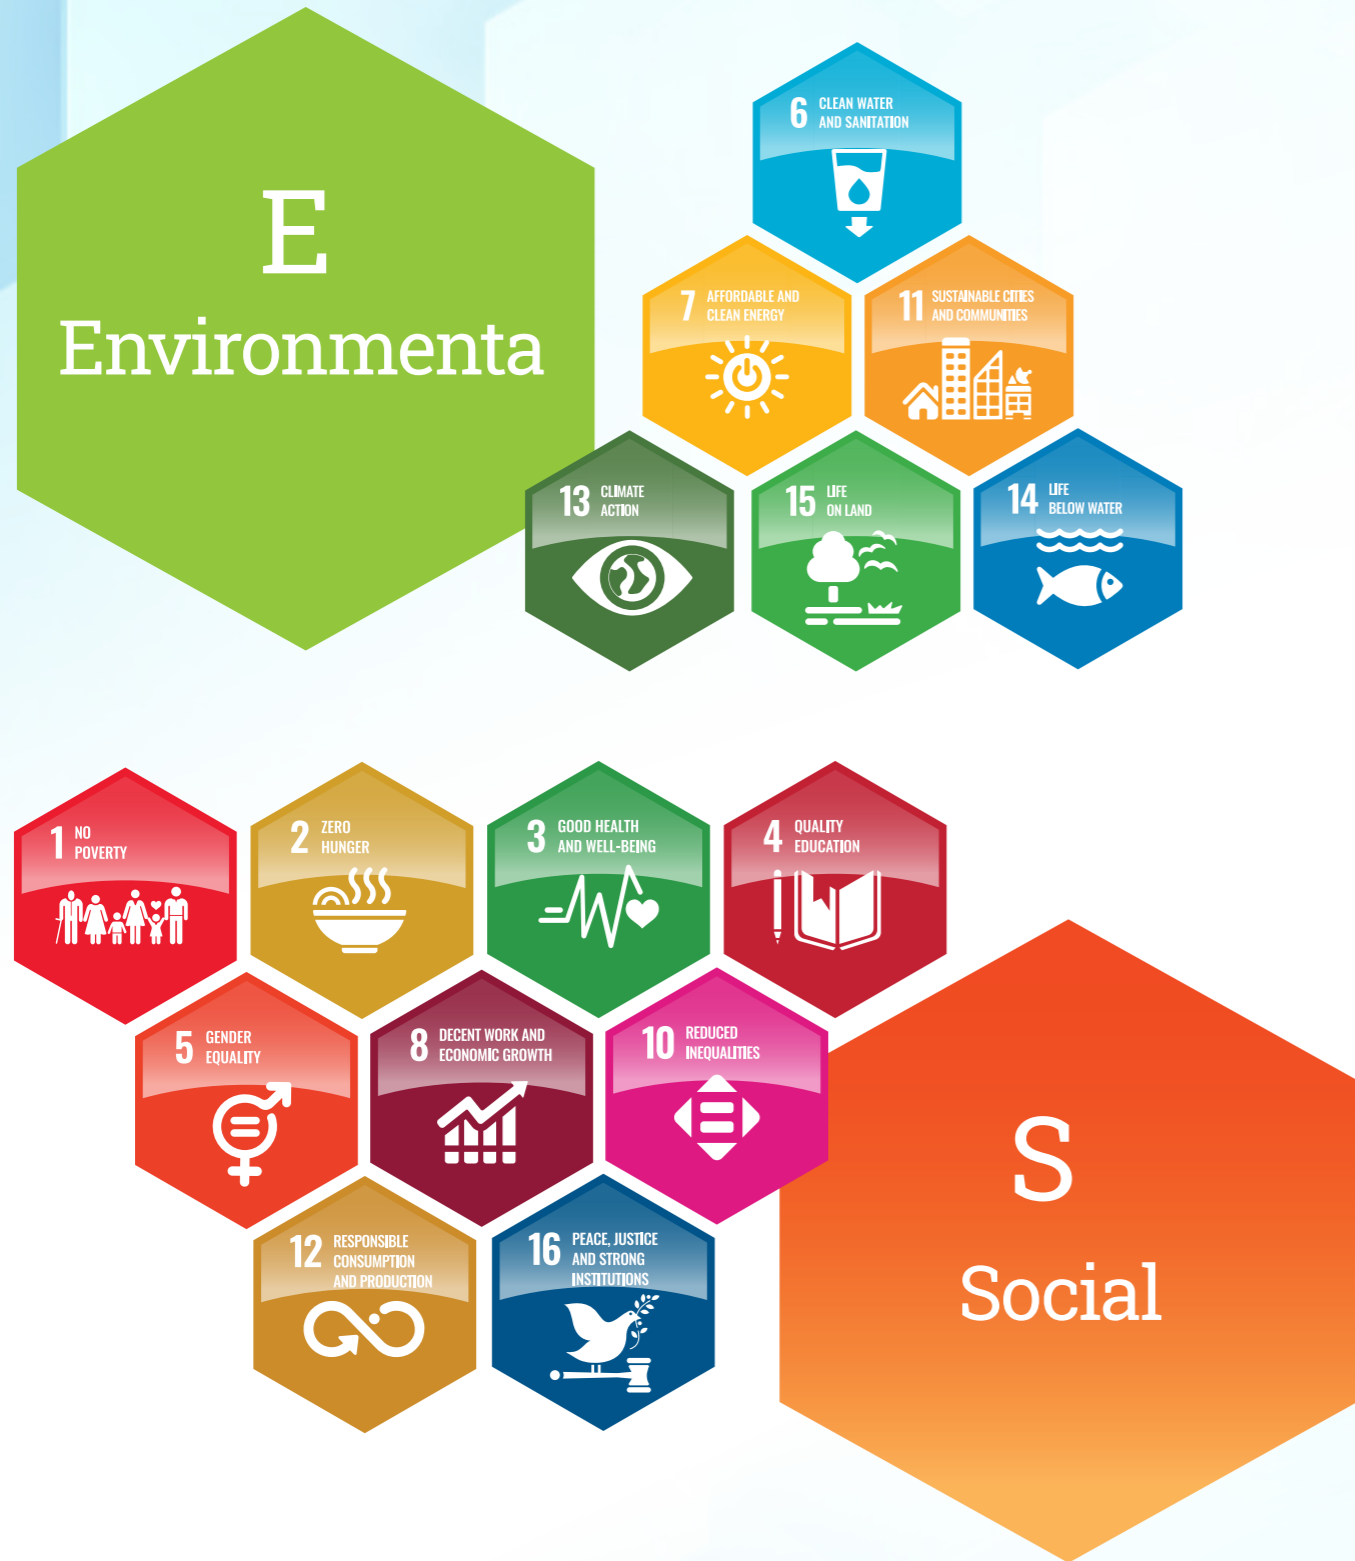 E
Environmenta
6
CLEAN WATER
AND SANITATION
7
AFFORDABLE AND
CLEAN ENERGY
11
SUSTAINABLE CITIES
AND COMMUNITIES
13
CLIMATE
ACTION
15
LIFE
ON LAND
14
LIFE
BELOW WATER
1
NO
POVERTY
2
ZERO
HUNGER
3
GOOD HEALTH
AND WELL-BEING
4
QUALITY
EDUCATION
5
GENDER
EQUALITY
8
DECENT WORK AND
ECONOMIC GROWTH
10
REDUCED
INEQUALITIES
12
RESPONSIBLE
CONSUMPTION
AND PRODUCTION
16
PEACE, JUSTICE
AND STRONG
INSTITUTIONS
S
Social